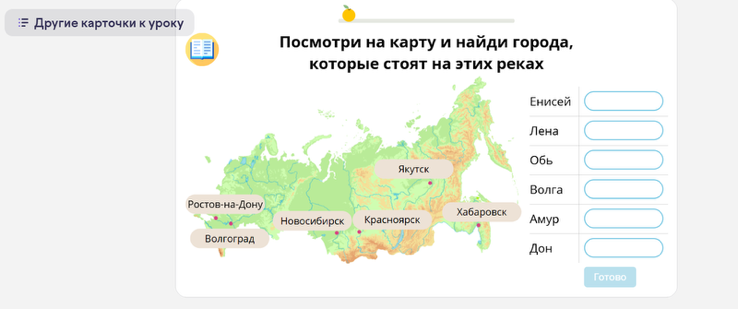 Другие карточки к уроку
Посмотри на карту и найди города,
которые стоят на этих реках
Якутск
Ростов-на-Дону
Новосибирск
Красноярск
Хабаровск
Волгоград
Енисей
Лена
Обь
Волга
Амур
Дон
Готово